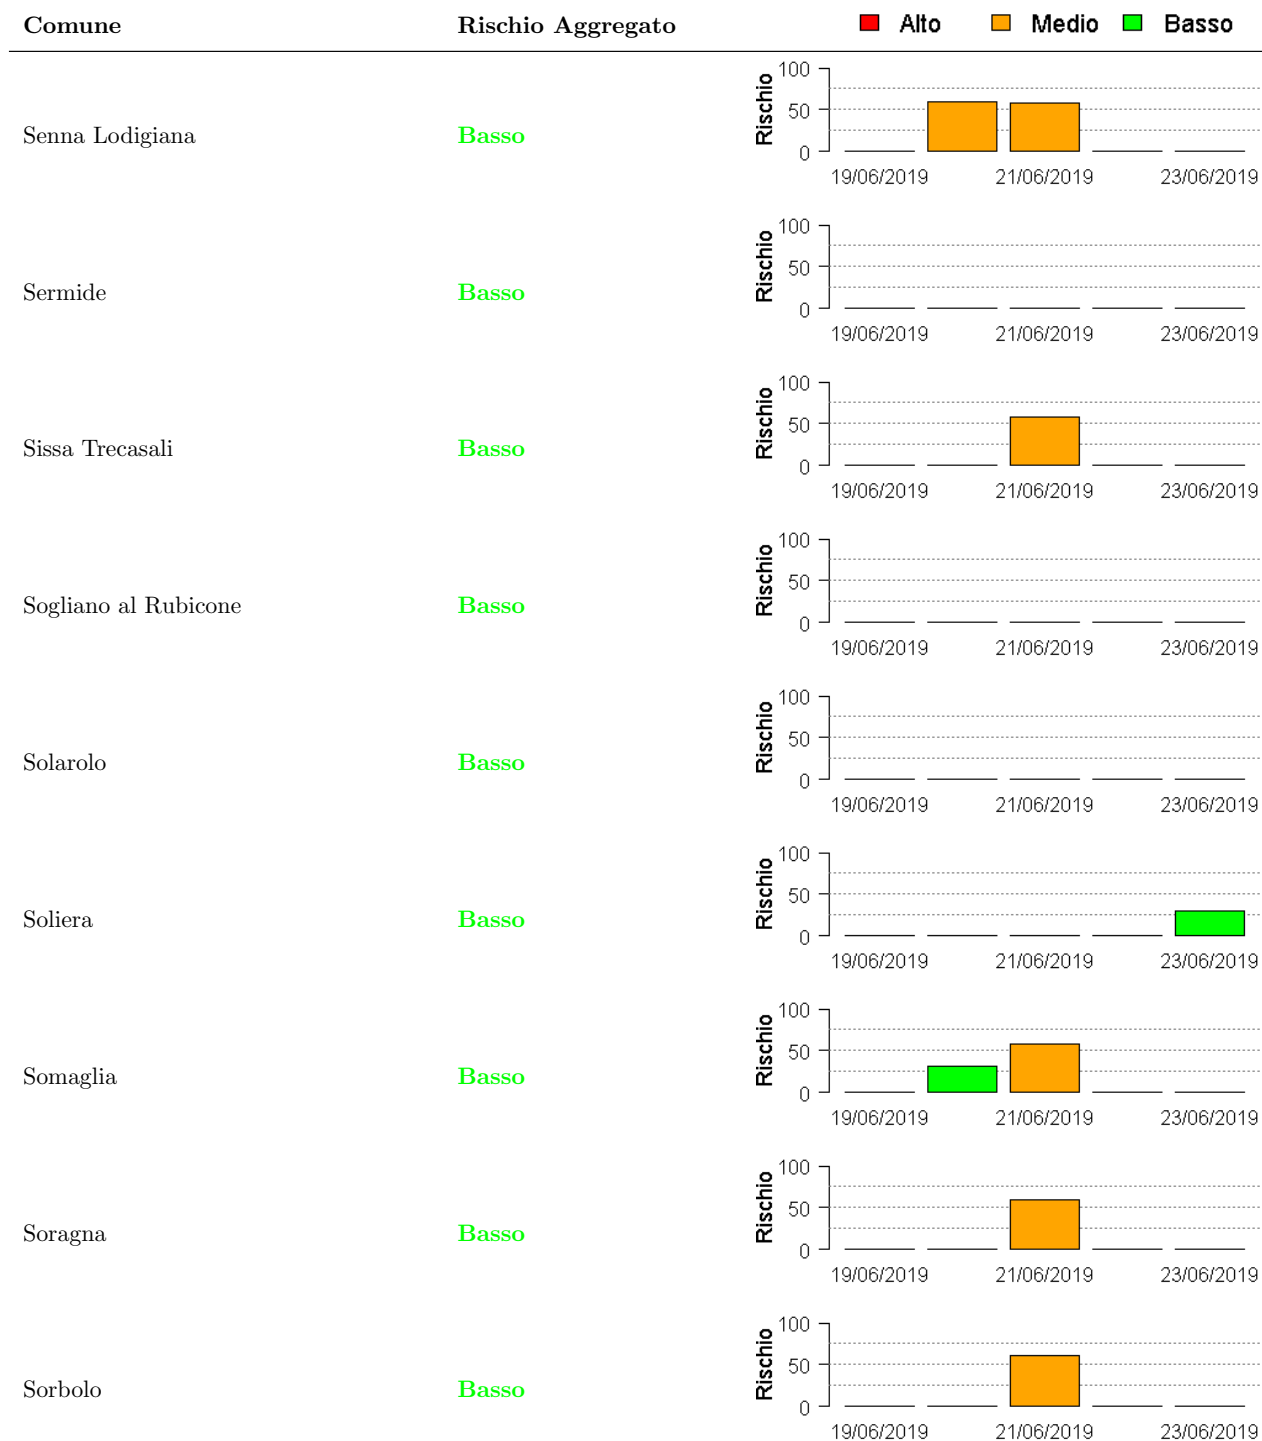 Comune Rischio Aggregato Alto Medio Basso
Senna Lodigiana Basso Rischio 100 50 0
19/06/2019 21/06/2019 23/06/2019
Sermide Basso Rischio 100 50 0
19/06/2019 21/06/2019 23/06/2019
Sissa Trecasali Basso Rischio 100 50 0
19/06/2019 21/06/2019 23/06/2019
Sogliano al Rubicone Basso Rischio 100 50 0
19/06/2019 21/06/2019 23/06/2019
Solarolo Basso Rischio 100 50 0
19/06/2019 21/06/2019 23/06/2019
Soliera Basso Rischio 100 50 0
19/06/2019 21/06/2019 23/06/2019
Somaglia Basso Rischio 100 50 0
19/06/2019 21/06/2019 23/06/2019
Soragna Basso Rischio 100 50 0
19/06/2019 21/06/2019 23/06/2019
Sorbolo Basso Rischio 100 50 0
19/06/2019 21/06/2019 23/06/2019